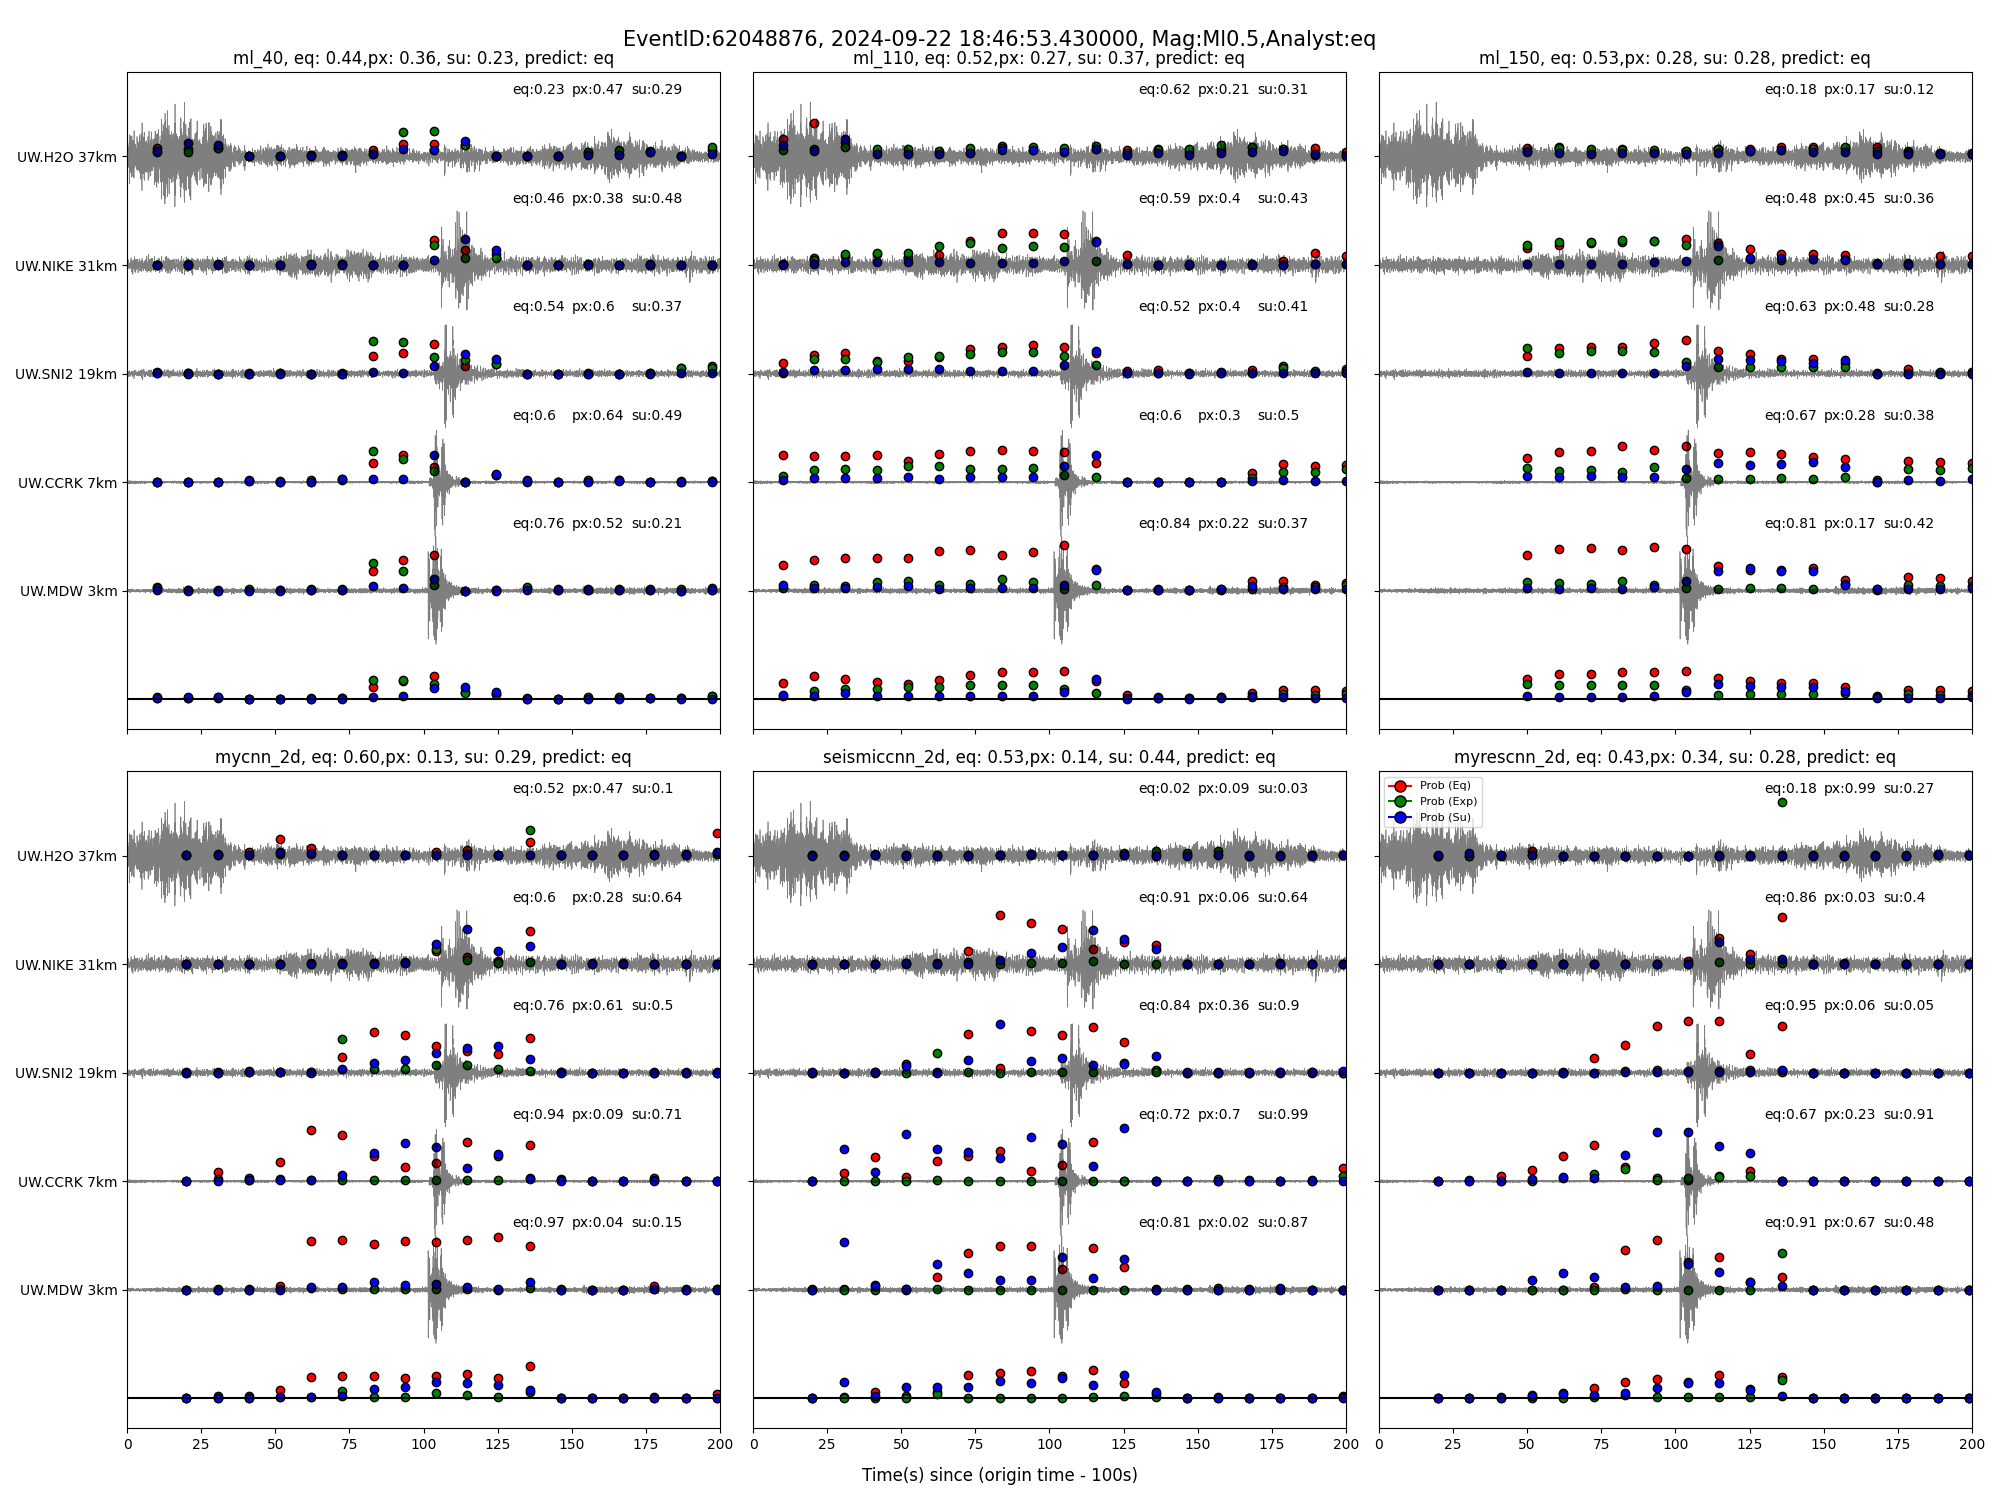 EventID:62048876, 2024-09-22 18:46:53.430000, Mag:Ml0.5,Analyst:eq
ml_40, eq: 0.44,px: 0.36, su: 0.23, predict: eq
eq:0.23 px:0.47 su:0.29
UW.H2O 37km
eq:0.46 px:0.38 su:0.48
UW.NIKE 31km
eq:0.54 px:0.6 su:0.37
UW.SNI2 19km
eq:0.6 px:0.64 su:0.49
UW.CCRK 7km
eq:0.76 px:0.52 su:0.21
UW.MDW 3km
ml_110, eq: 0.52,px: 0.27, su: 0.37, predict: eq
eq:0.62 px:0.21 su:0.31
eq:0.59 px:0.4 su:0.43
eq:0.52 px:0.4 su:0.41
eq:0.6 px:0.3 su:0.5
eq:0.84 px:0.22 su:0.37
ml_150, eq: 0.53,px: 0.28, su: 0.28, predict: eq
eq:0.18 px:0.17 su:0.12
eq:0.48 px:0.45 su:0.36
eq:0.63 px:0.48 su:0.28
eq:0.67 px:0.28 su:0.38
eq:0.81 px:0.17 su:0.42
mycnn_2d, eq: 0.60,px: 0.13, su: 0.29, predict: eq
eq:0.52 px:0.47 su:0.1
UW.H2O 37km
eq:0.6 px:0.28 su:0.64
UW.NIKE 31km
eq:0.76 px:0.61 su:0.5
UW.SNI2 19km
eq:0.94 px:0.09 su:0.71
UW.CCRK 7km
eq:0.97 px:0.04 su:0.15
UW.MDW 3km
0 25 50 75 100 125 150 175 200
seismiccnn_2d, eq: 0.53,px: 0.14, su: 0.44, predict: eq
eq:0.02 px:0.09 su:0.03
eq:0.91 px:0.06 su:0.64
eq:0.84 px:0.36 su:0.9
eq:0.72 px:0.7 su:0.99
eq:0.81 px:0.02 su:0.87
0 25 50 75 100 125 150 175 200
myrescnn_2d, eq: 0.43,px: 0.34, su: 0.28, predict: eq
Prob (Eq)
Prob (Exp)
Prob (Su)
eq:0.18 px:0.99 su:0.27
eq:0.86 px:0.03 su:0.4
eq:0.95 px:0.06 su:0.05
eq:0.67 px:0.23 su:0.91
eq:0.91 px:0.67 su:0.48
0 25 50 75 100 125 150 175 200
Time(s) since (origin time - 100s)